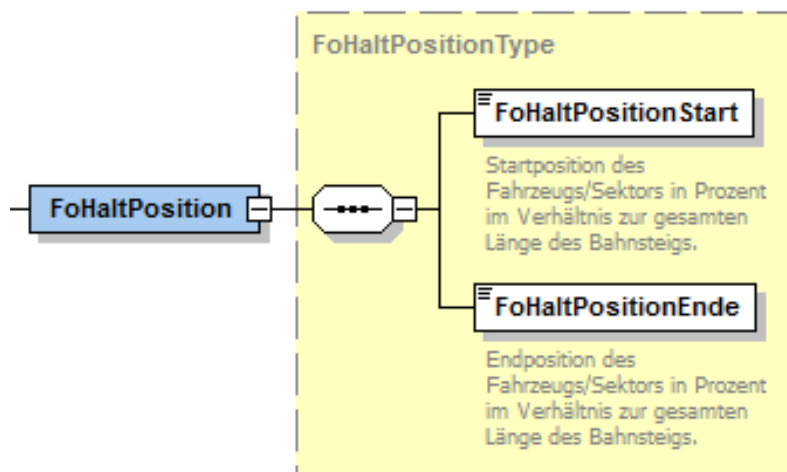 FoHaltPositionType
FoHaltPositionStart
Startposition des
Fahrzeugs/Sektors in Prozent
im Verhältnis zur gesamten
Länge des Bahnsteigs.
FoHaltPosition
FoHaltPositionEnde
Endposition des
Fahrzeugs/Sektors in Prozent
im Verhältnis zur gesamten
Länge des Bahnsteigs.